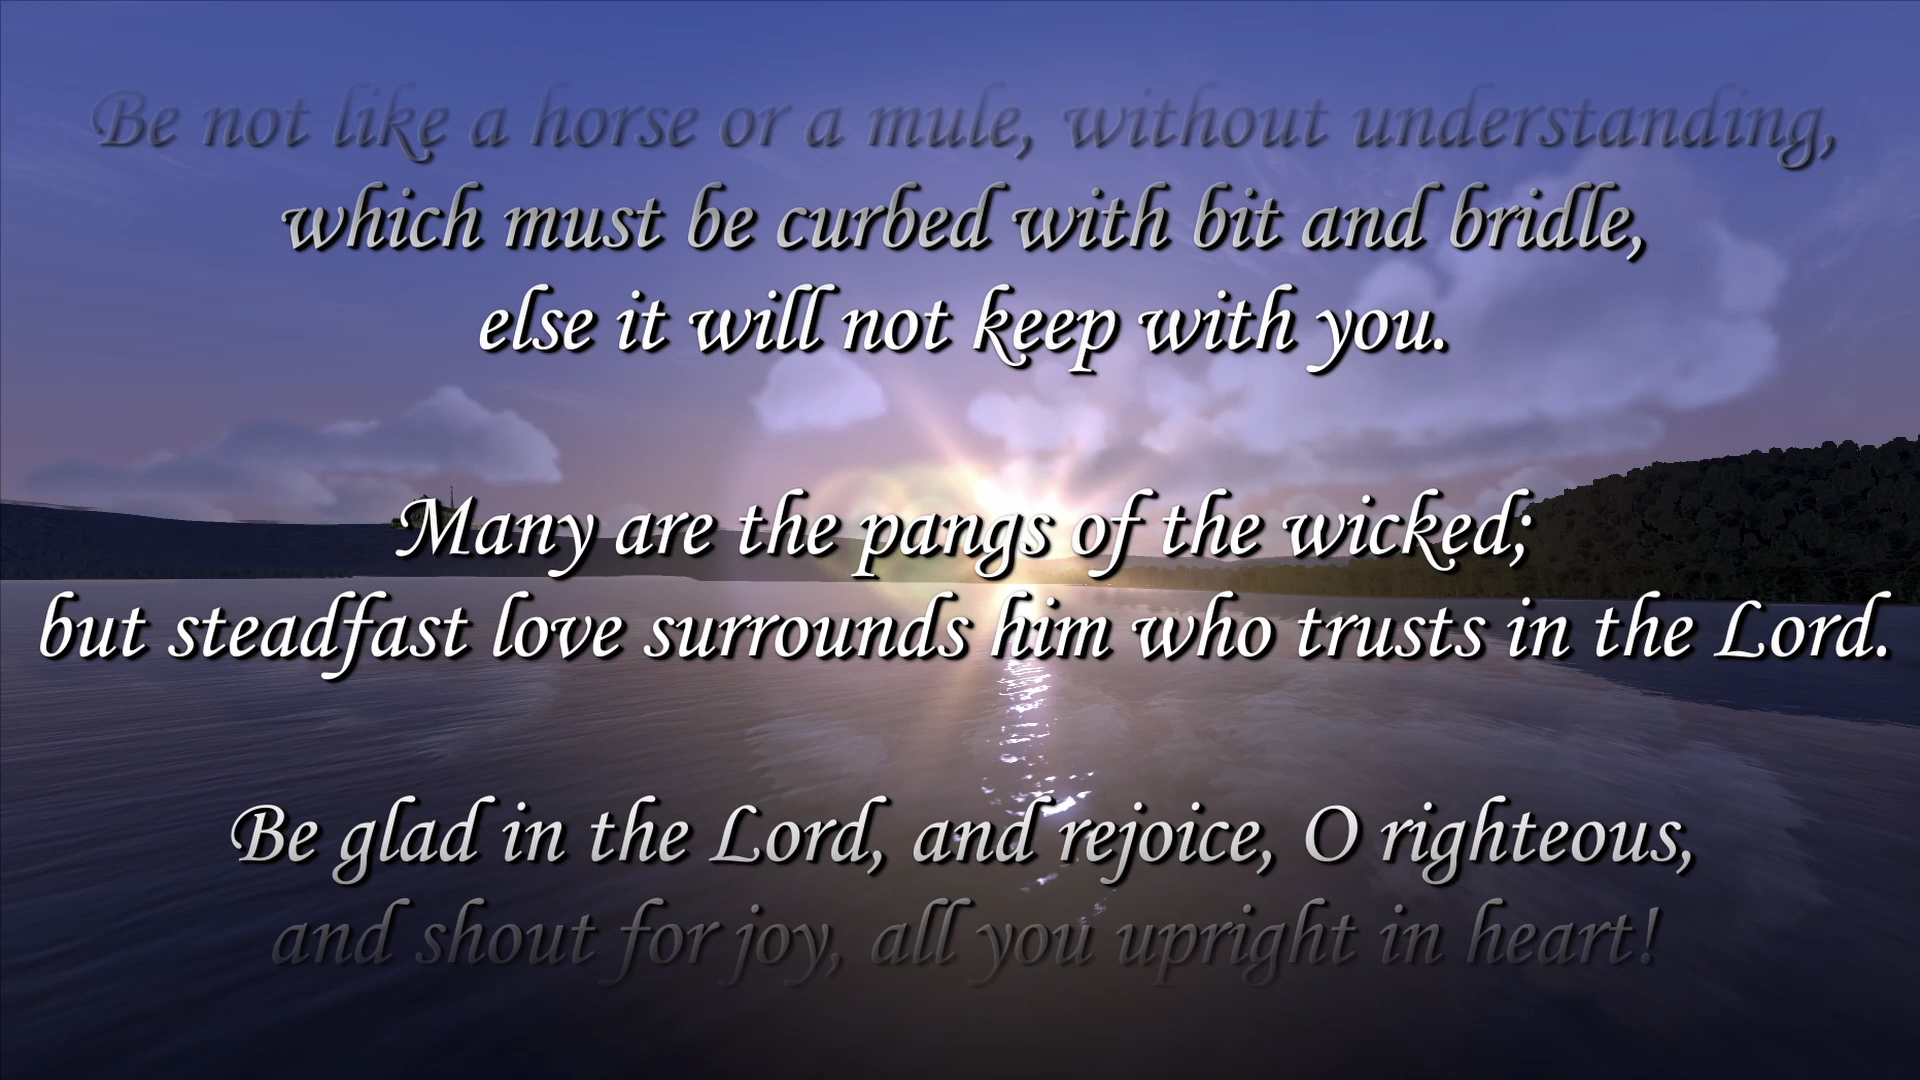 Be not like a horse or a mule, without understanding,
which must be curbed with bit and bridle,
else it will not keep with you.
Many are the pangs of the wicked;
but steadfast love surrounds him who trusts in the Lord.
Be glad in the Lord, and rejoice, O righteous,
and shout for joy, all you upright in heart!